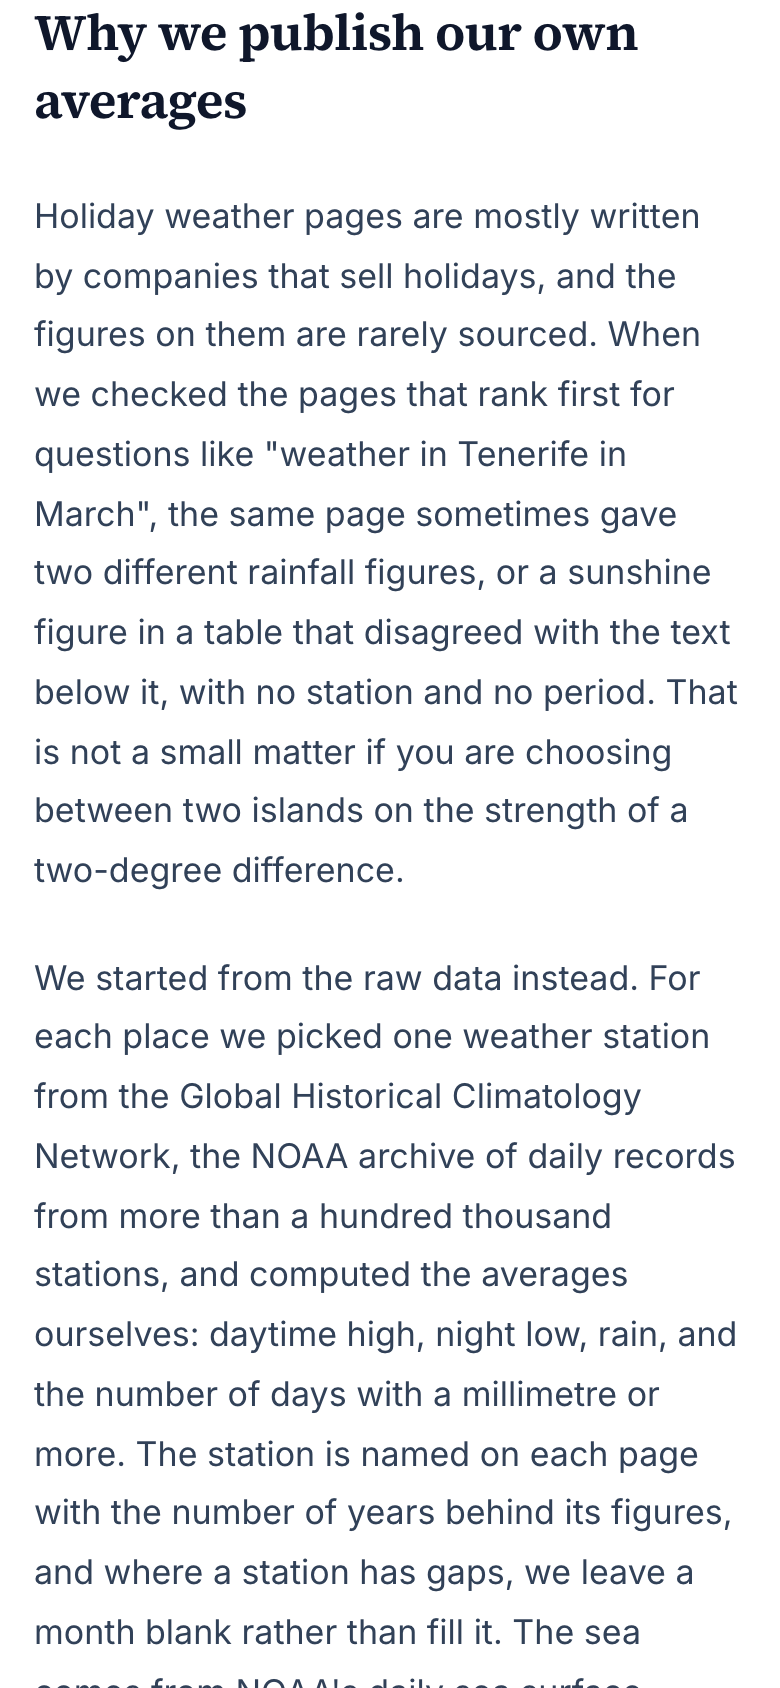 Why we publish our own
averages
Holiday weather pages are mostly written
by companies that sell holidays, and the
figures on them are rarely sourced. When
we checked the pages that rank first for
questions like "weather in Tenerife in
March", the same page sometimes gave
two different rainfall figures, or a sunshine
figure in a table that disagreed with the text
below it, with no station and no period. That
is not a small matter if you are choosing
between two islands on the strength of a
two-degree difference.
We started from the raw data instead. For
each place we picked one weather station
from the Global Historical Climatology
Network, the NOAA archive of daily records
from more than a hundred thousand
stations, and computed the averages
ourselves: daytime high, night low, rain, and
the number of days with a millimetre or
more. The station is named on each page
with the number of years behind its figures,
and where a station has gaps, we leave a
month blank rather than fill it. The sea
comes from NOAA's daily sea surface